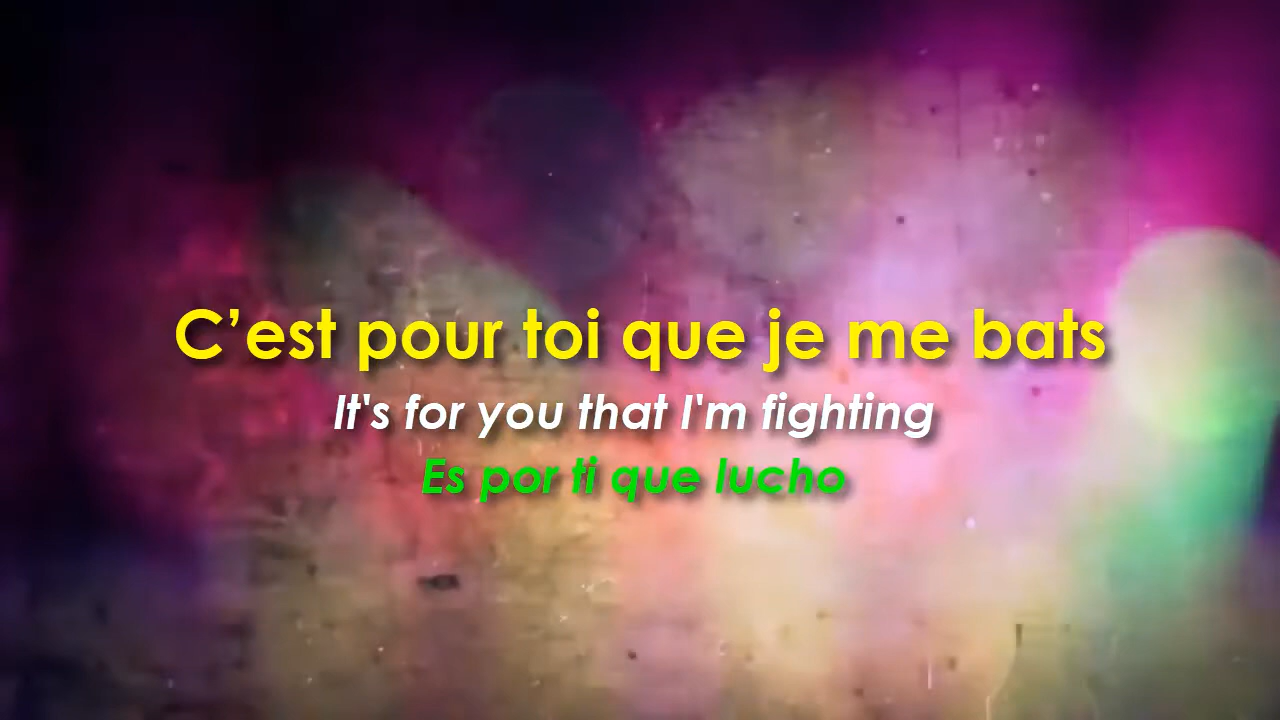 C’est pour toi que je me bats
It's for you that I'm fighting
Es por ti que lucho